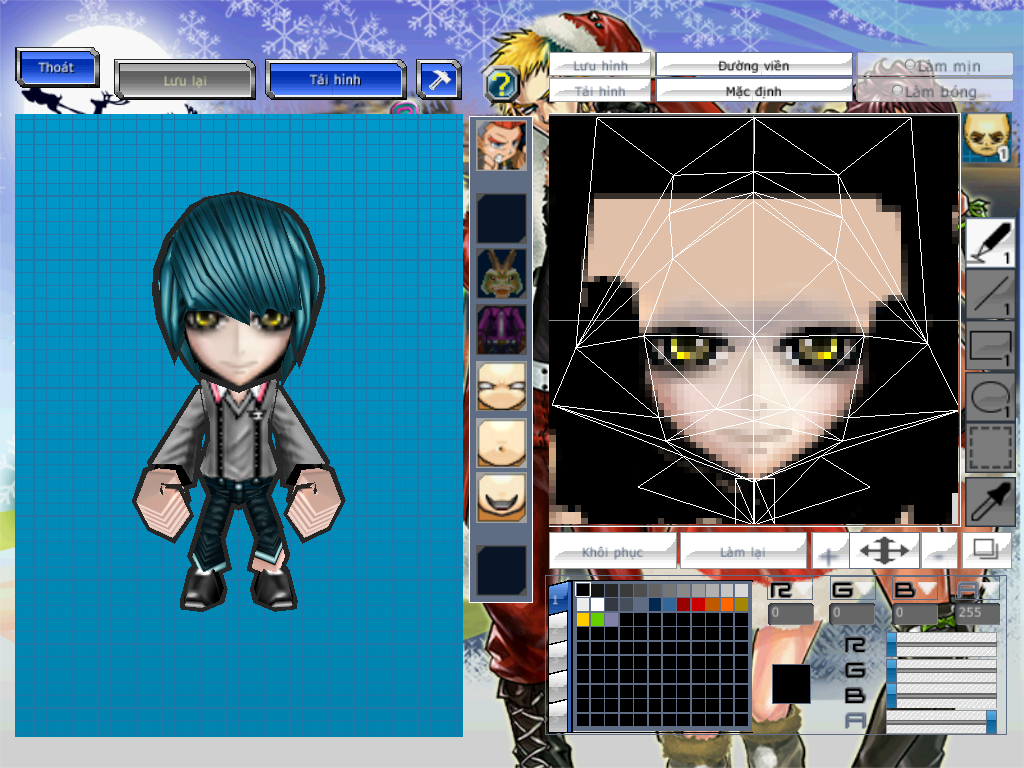 Thoát
Lưu lại
Tải hình
?
Lưu hình
Đường viền
Làm mịn
Tải hình
Mặc định
Làm bóng
1
1
1
1
1
Khôi phục
Làm lại
+
-
1
R
G
B
A
0
0
0
255
R
G
B
A